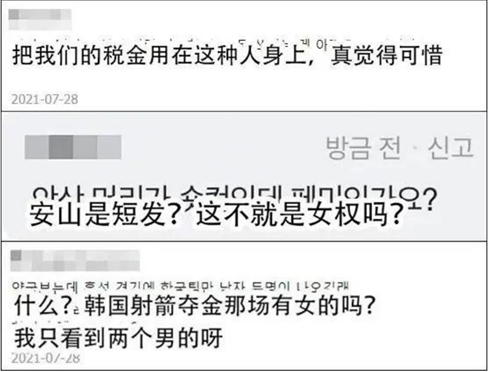 把我们的税金用在这种人身上，真觉得可惜
2021-07-28
방금 전 · 신고
안산 머리가 숏컷인데 페미인가요?
安山是短发？这不就是女权吗？
什么？韩国射箭夺金那场有女的吗？
我只看到两个男的呀
2021-07-28